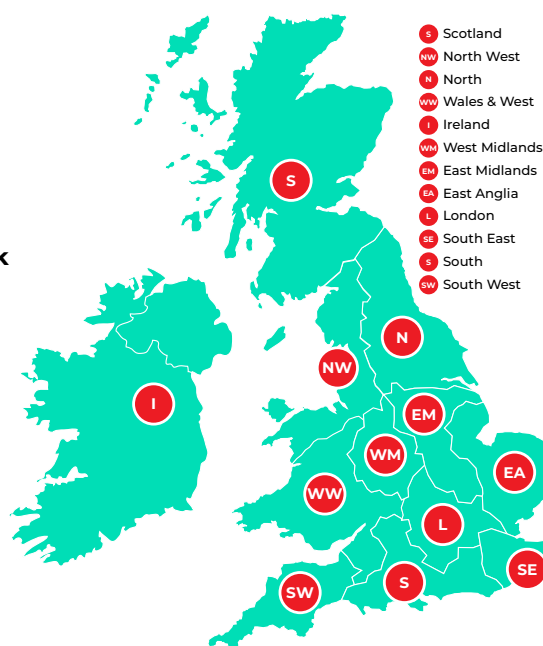 S Scotland
NW North West
N North
WW Wales & West
I Ireland
WM West Midlands
EM East Midlands
EA East Anglia
L London
SE South East
S South
SW South West
S
k
N
NW
I
EM
WM
EA
WW
L
SE
S
SW